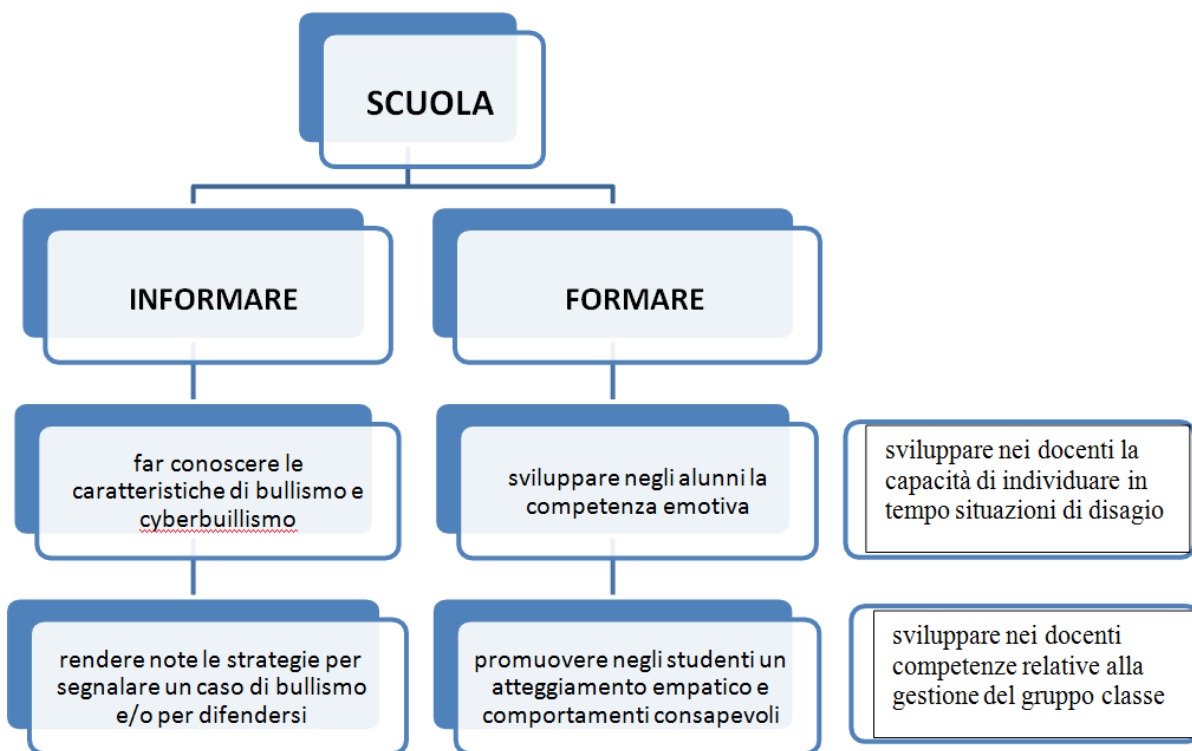 SCUOLA
INFORMARE
FORMARE
far conoscere le
caratteristiche di bullismo e
cyberbuillismo
sviluppare negli alunni la
competenza emotiva
sviluppare nei docenti la
capacità di individuare in
tempo situazioni di disagio
rendere note le strategie per
segnalare un caso di bullismo
e/o per difendersi
promuovere negli studenti un
atteggiamento empatico e
comportamenti consapevoli
sviluppare nei docenti
competenze relative alla
gestione del gruppo classe